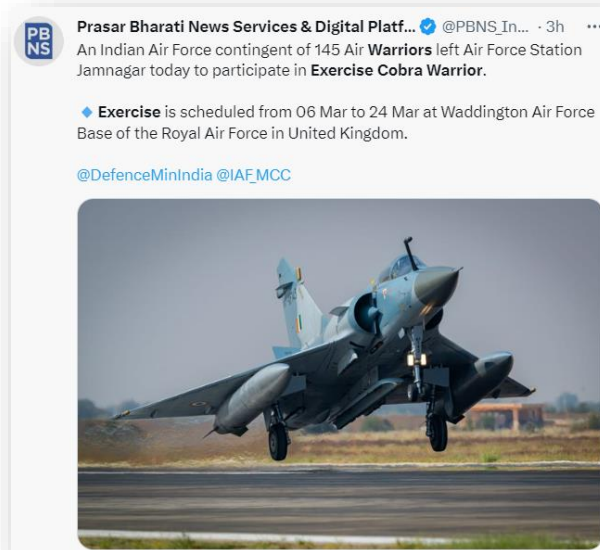 PB
NS
Prasar Bharati News Services & Digital Platf... @PBNS_In... · 3h ...
An Indian Air Force contingent of 145 Air Warriors left Air Force Station
Jamnagar today to participate in Exercise Cobra Warrior.
Exercise is scheduled from 06 Mar to 24 Mar at Waddington Air Force
Base of the Royal Air Force in United Kingdom.
@DefenceMinIndia @IAF_MCC